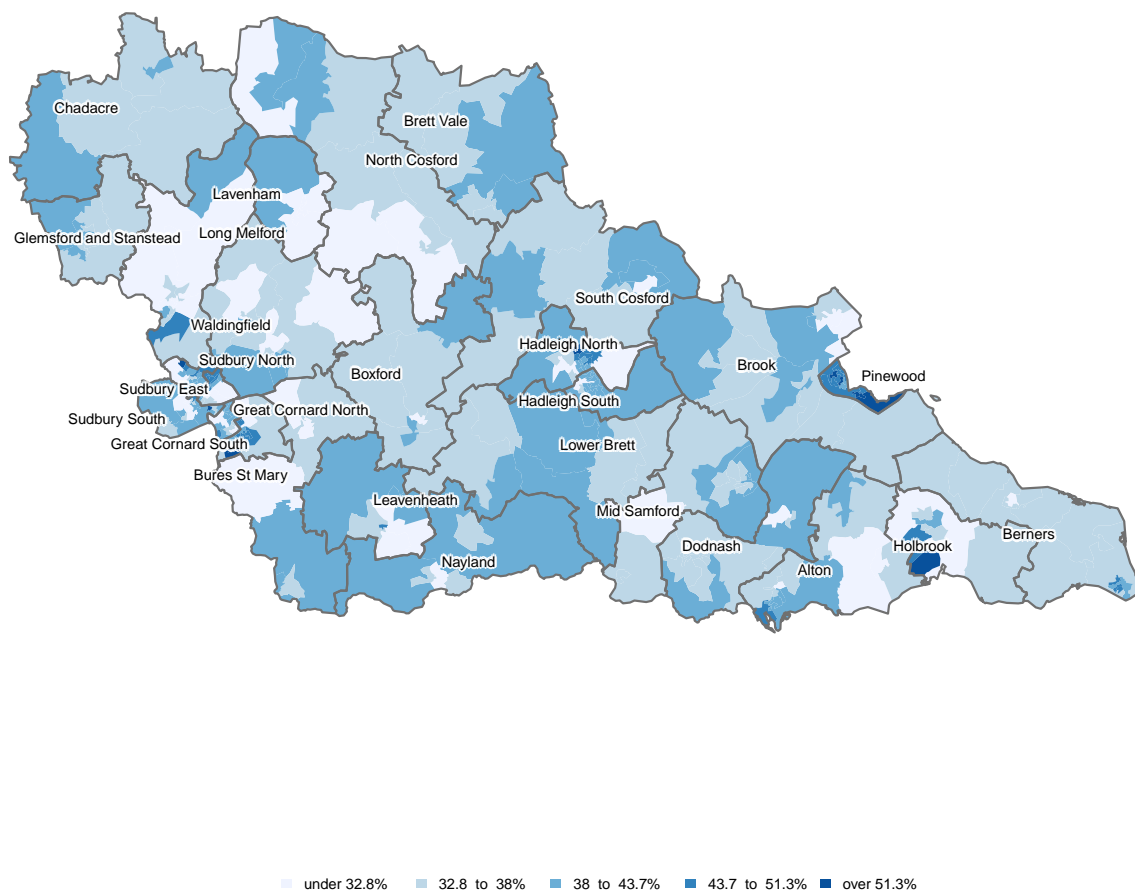 Chadacre
Brett Vale
North Cosford
Lavenham
Glemsford and Stanstead
Long Melford
South Cosford
Waldingfield
Hadleigh North
Sudbury North
Boxford
Brook
Pinewood
Sudbury East
Hadleigh South
Great Cornard North
Sudbury South
Great Cornard South
Lower Brett
Bures St Mary
Leavenheath
Mid Samford
Berners
Dodnash
Holbrook
Nayland
Alton
under 32.8%
32.8 to 38%
38 to 43.7%
43.7 to 51.3%
over 51.3%